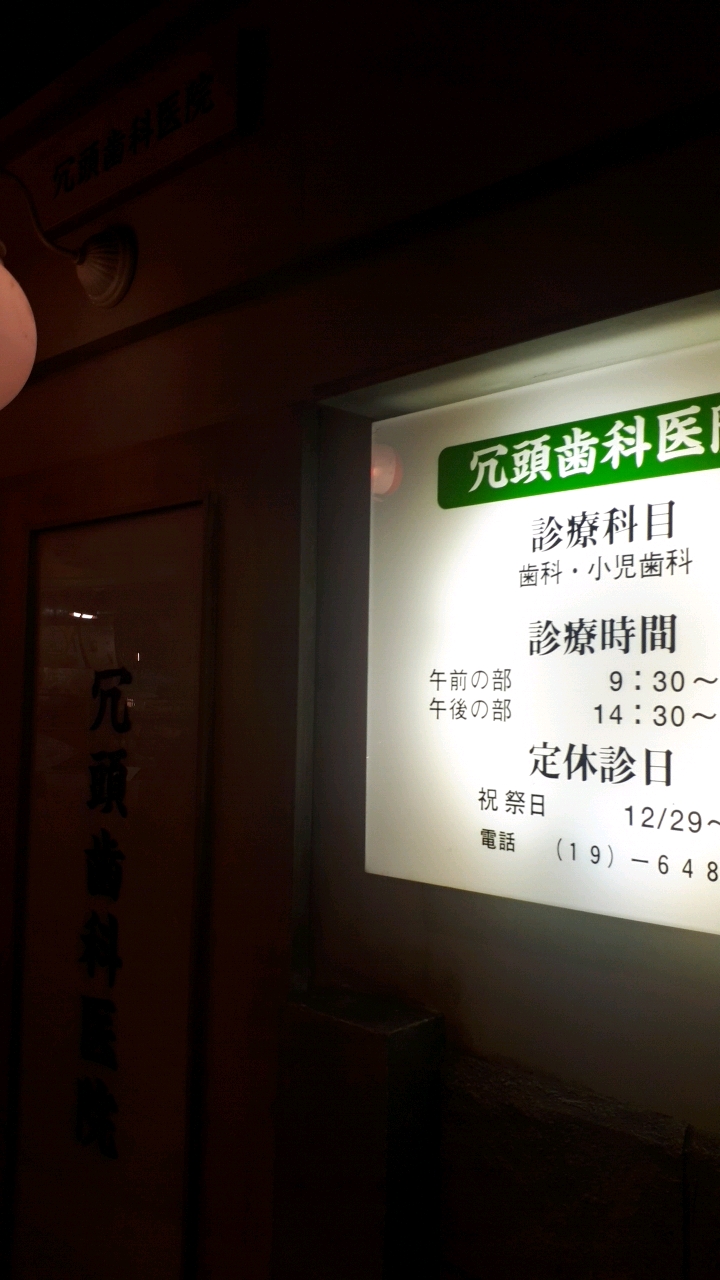 冗頭歯科医院
冗頭歯科医院
冗頭歯科医
診療科目
歯科・小児歯科
診療時間
午前の部 9：30～
午後の部 14：30～
定休診日
祝祭日 12/29～
電話 （19）－648